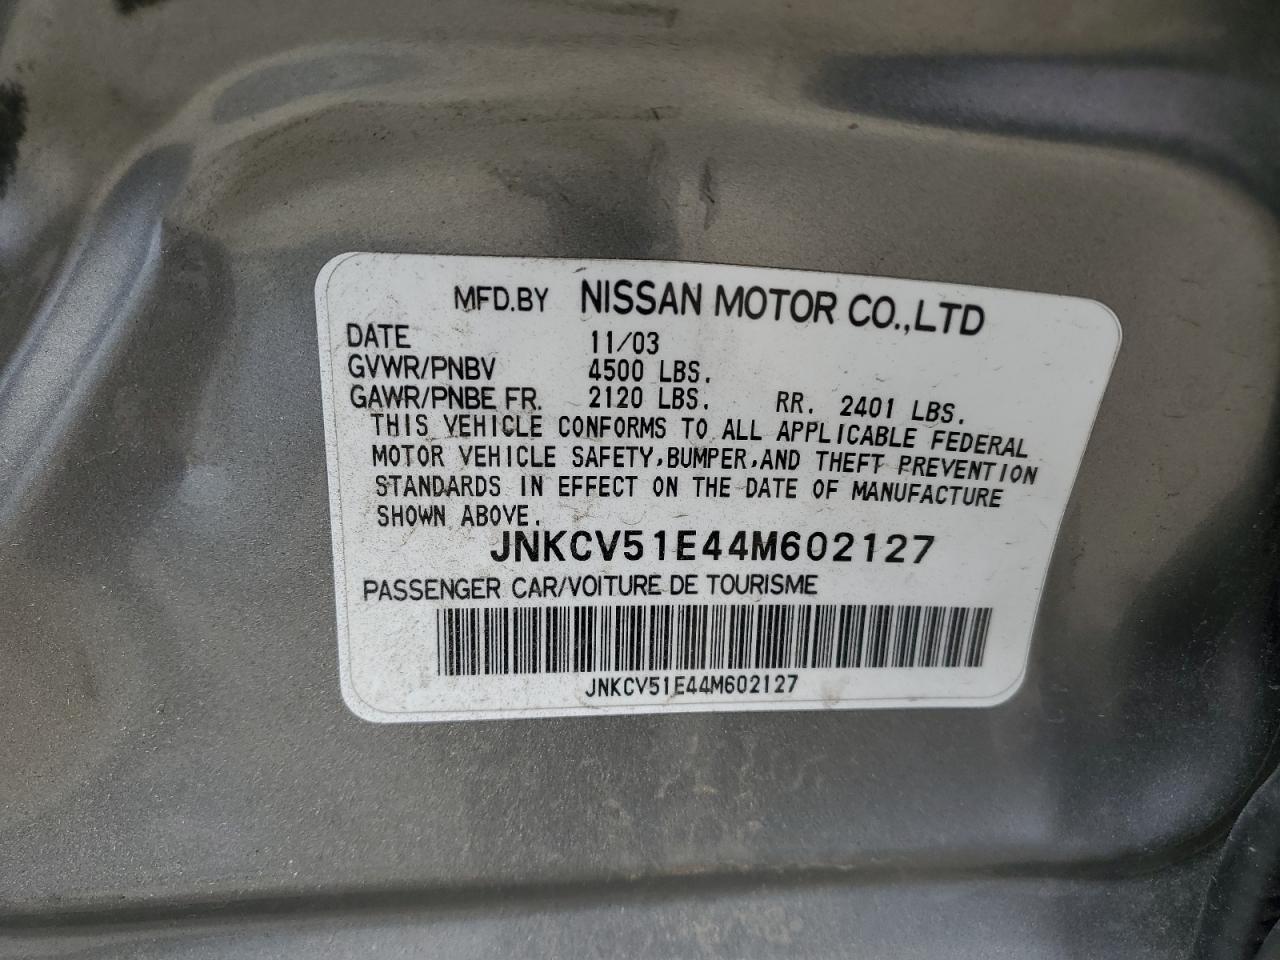 MFD.BY NISSAN MOTOR CO.,LTD
DATE 11/03
GVWR/PNBV 4500 LBS.
GAWR/PNBE FR. 2120 LBS. RR. 2401 LBS.
THIS VEHICLE CONFORMS TO ALL APPLICABLE FEDERAL
MOTOR VEHICLE SAFETY,BUMPER,AND THEFT PREVENTION
STANDARDS IN EFFECT ON THE DATE OF MANUFACTURE
SHOWN ABOVE.
JNKCV51E44M602127
PASSENGER CAR/VOITURE DE TOURISME
JNKCV51E44M602127